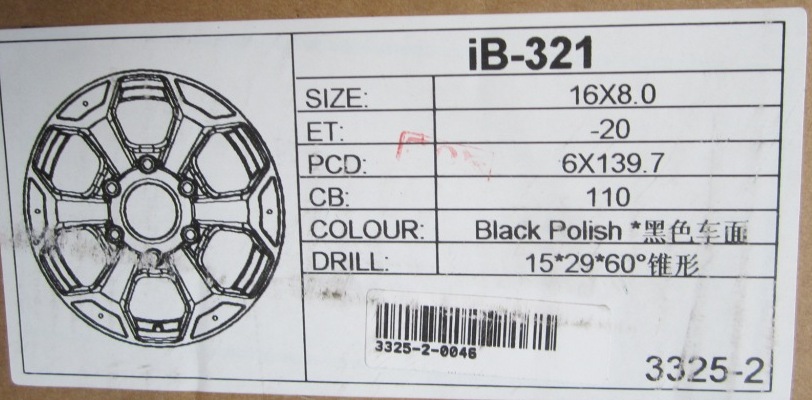 iB-321
SIZE: 16X8.0
ET: -20
PCD: 6X139.7
CB: 110
COLOUR: Black Polish *黑色车面
DRILL: 15*29*60°锥形
3325-2-0046
3325-2